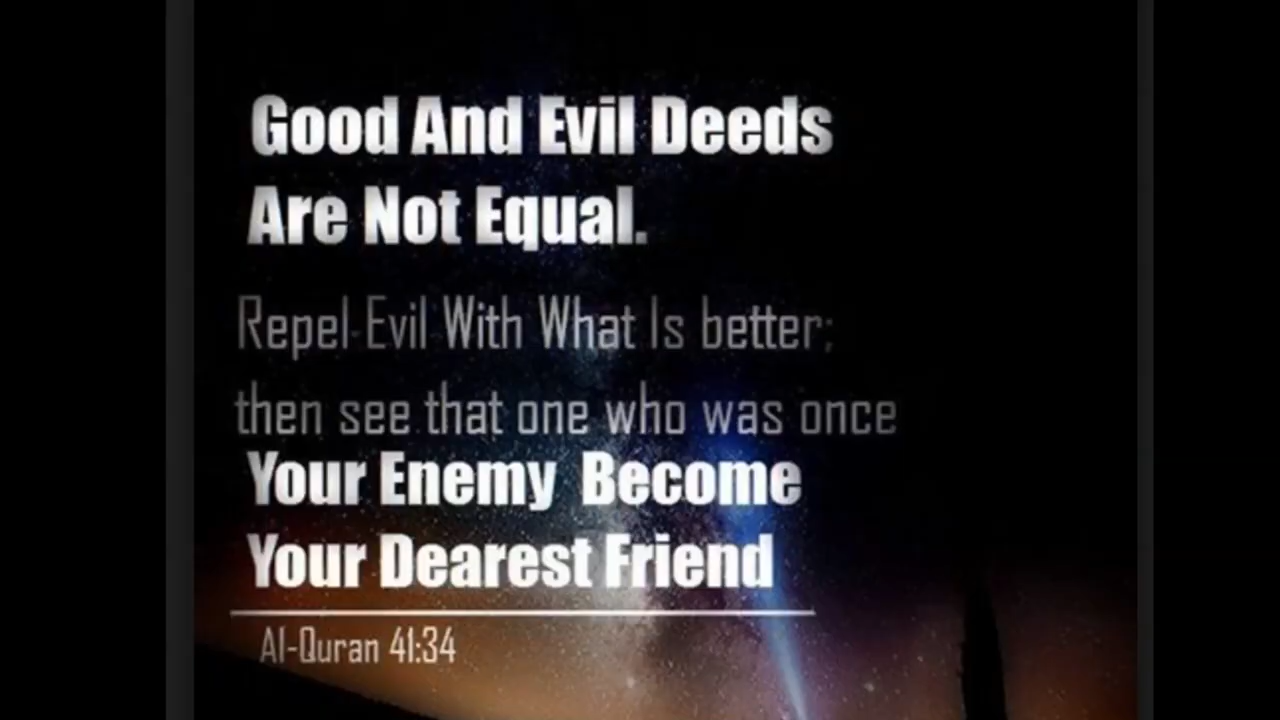 Good And Evil Deeds
Are Not Equal.
Repel Evil With What Is better;
then see that one who was once
Your Enemy Become
Your Dearest Friend
Al-Quran 41:34